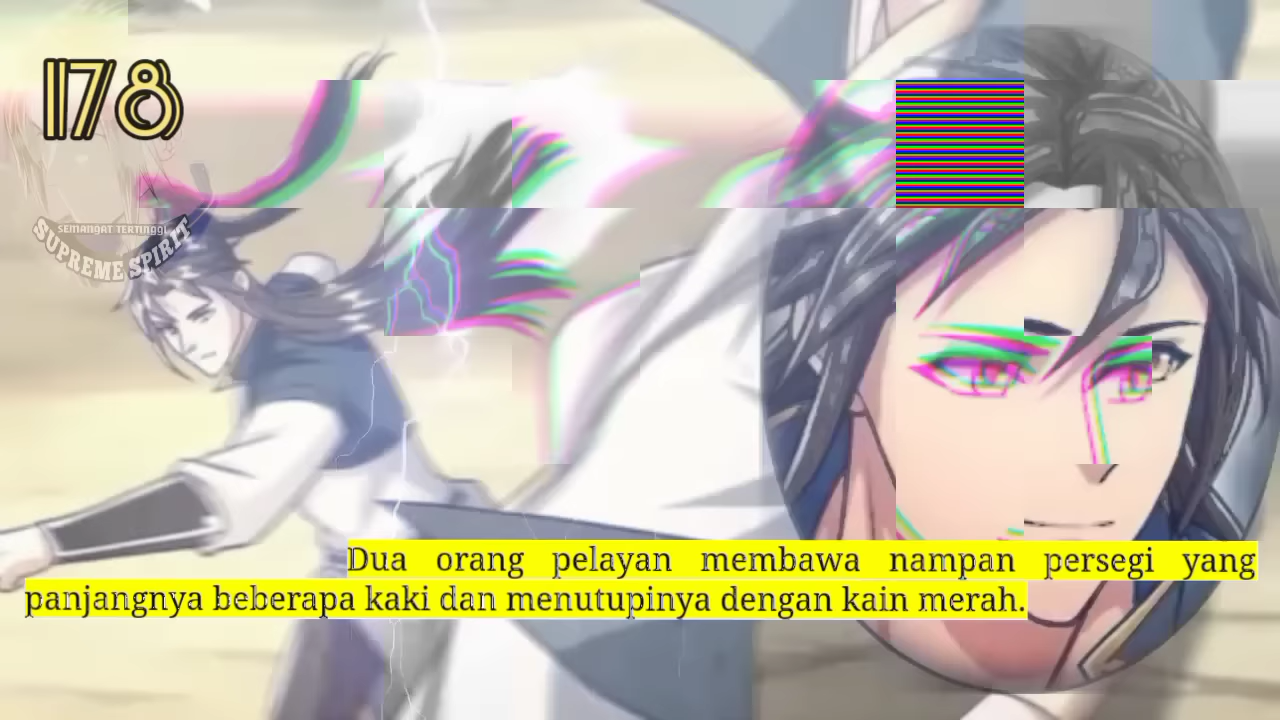 178
SEMANGAT TERTINGGI
SUPREME SPIRIT
Dua orang pelayan membawa nampan persegi yang
panjangnya beberapa kaki dan menutupinya dengan kain merah.